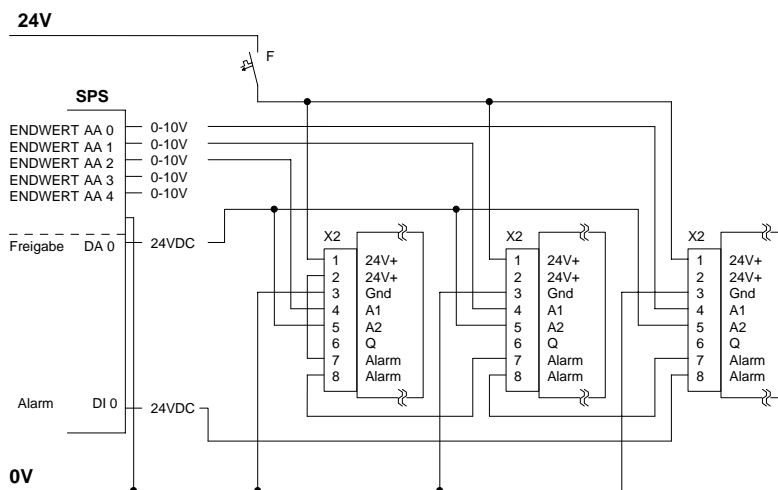 24V
F
SPS
ENDWERT AA 0 0-10V
ENDWERT AA 1 0-10V
ENDWERT AA 2 0-10V
ENDWERT AA 3 0-10V
ENDWERT AA 4 0-10V
Freigabe DA 0 24VDC
Alarm DI 0 24VDC
0V
X2
1 24V+
2 24V+
3 Gnd
4 A1
5 A2
6 Q
7 Alarm
8 Alarm
X2
1 24V+
2 24V+
3 Gnd
4 A1
5 A2
6 Q
7 Alarm
8 Alarm
X2
1 24V+
2 24V+
3 Gnd
4 A1
5 A2
6 Q
7 Alarm
8 Alarm